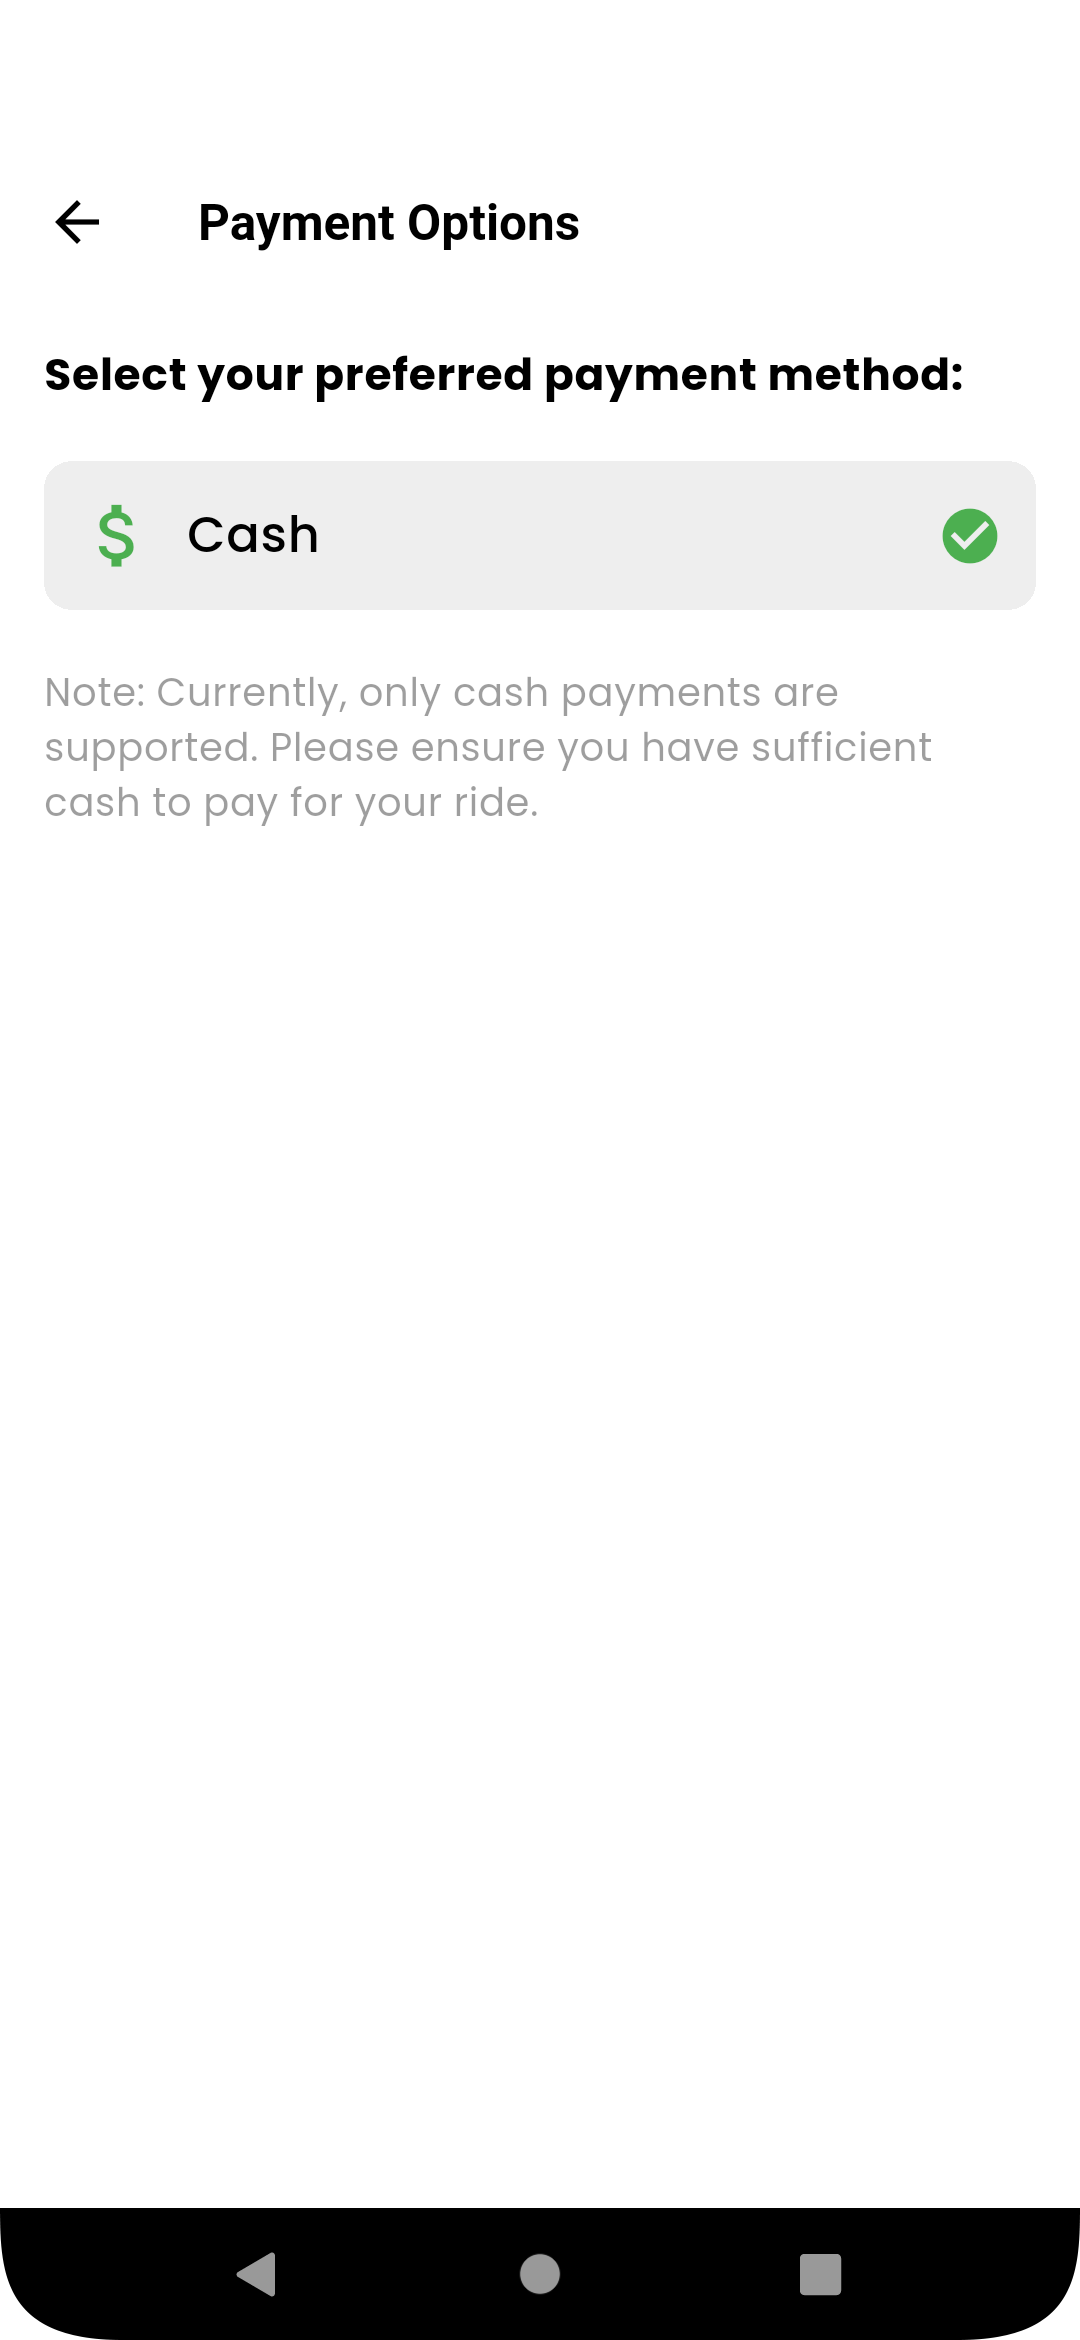 Payment Options
Select your preferred payment method:
$ Cash
Note: Currently, only cash payments are
supported. Please ensure you have sufficient
cash to pay for your ride.